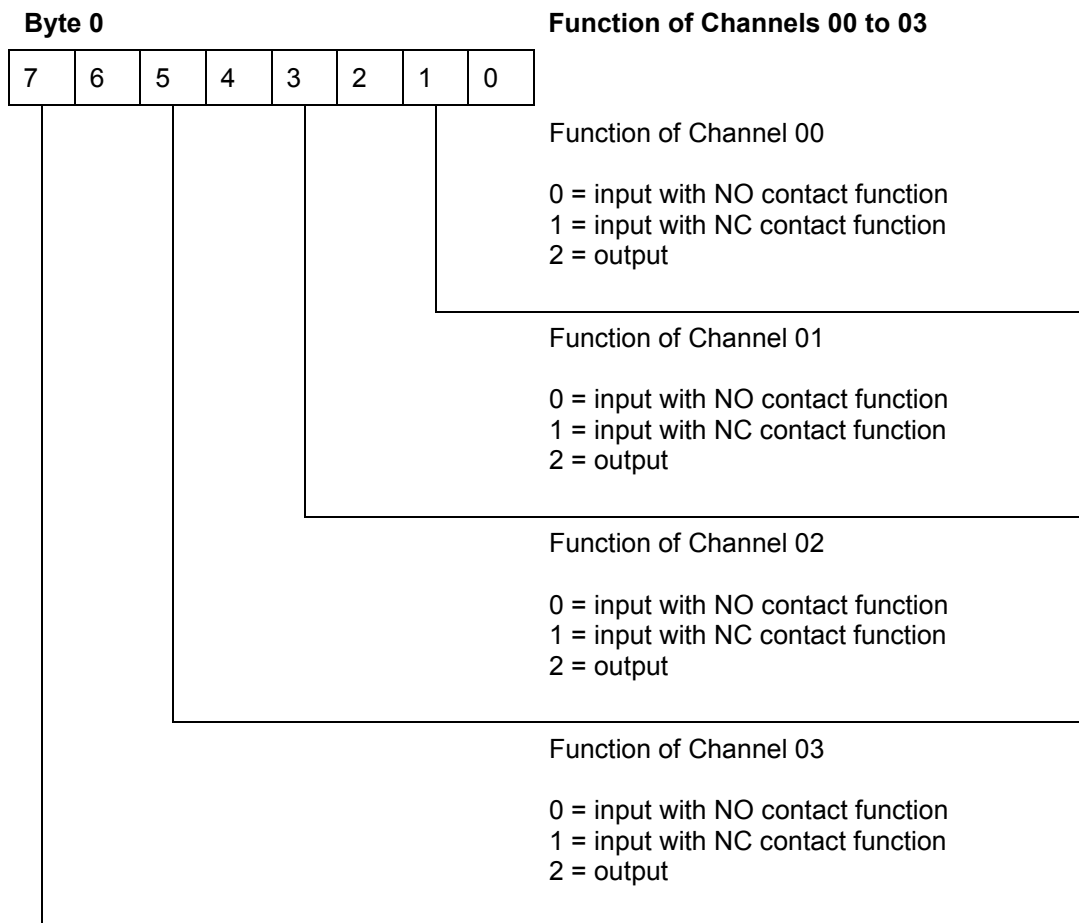 Byte 0 Function of Channels 00 to 03
7 6 5 4 3 2 1 0
Function of Channel 00
0 = input with NO contact function
1 = input with NC contact function
2 = output
Function of Channel 01
0 = input with NO contact function
1 = input with NC contact function
2 = output
Function of Channel 02
0 = input with NO contact function
1 = input with NC contact function
2 = output
Function of Channel 03
0 = input with NO contact function
1 = input with NC contact function
2 = output